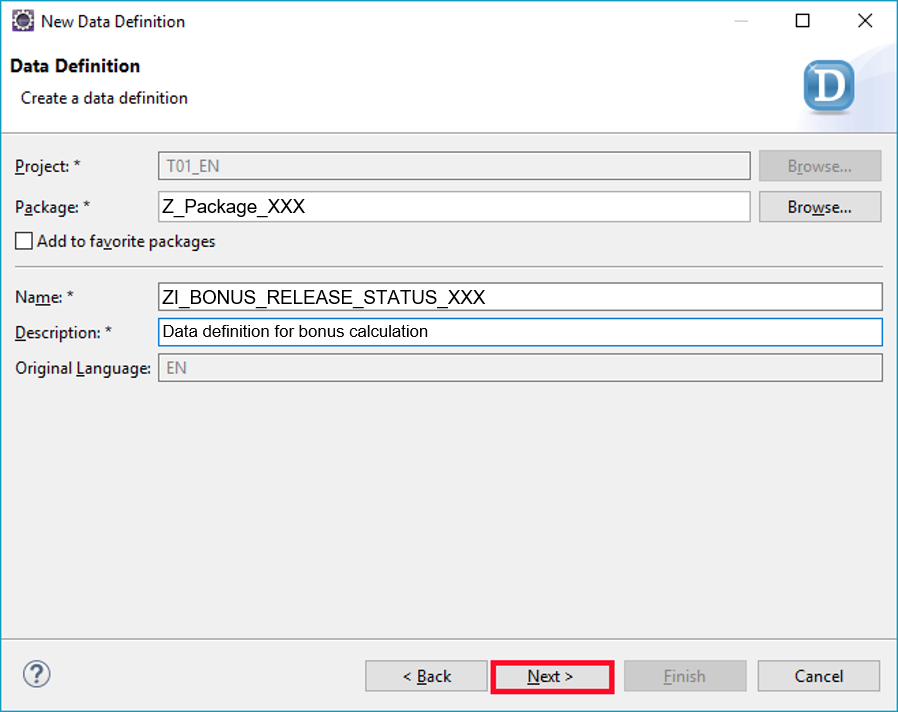 New Data Definition
Data Definition
Create a data definition
D
Project: * T01_EN Browse...
Package: * Z_Package_XXX Browse...
Add to favorite packages
Name: * ZI_BONUS_RELEASE_STATUS_XXX
Description: * Data definition for bonus calculation
Original Language: EN
? < Back Next > Finish Cancel